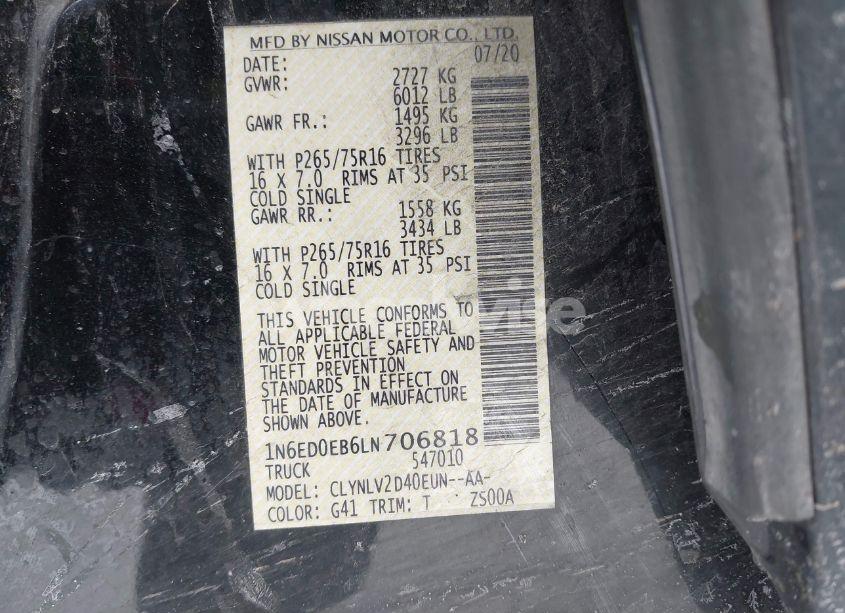 MFD BY NISSAN MOTOR CO., LTD.
DATE: 07/20
GVWR: 2727 KG
6012 LB
GAWR FR.: 1495 KG
3296 LB
WITH P265/75R16 TIRES
16 X 7.0 RIMS AT 35 PSI
COLD SINGLE
GAWR RR.: 1558 KG
3434 LB
WITH P265/75R16 TIRES
16 X 7.0 RIMS AT 35 PSI
COLD SINGLE
THIS VEHICLE CONFORMS TO
ALL APPLICABLE FEDERAL
MOTOR VEHICLE SAFETY AND
THEFT PREVENTION
STANDARDS IN EFFECT ON
THE DATE OF MANUFACTURE
SHOWN ABOVE.
1N6ED0EB6LN706818
TRUCK 547010
MODEL: CLYNLV2D40EUN--AA-
COLOR: G41 TRIM: T ZS00A